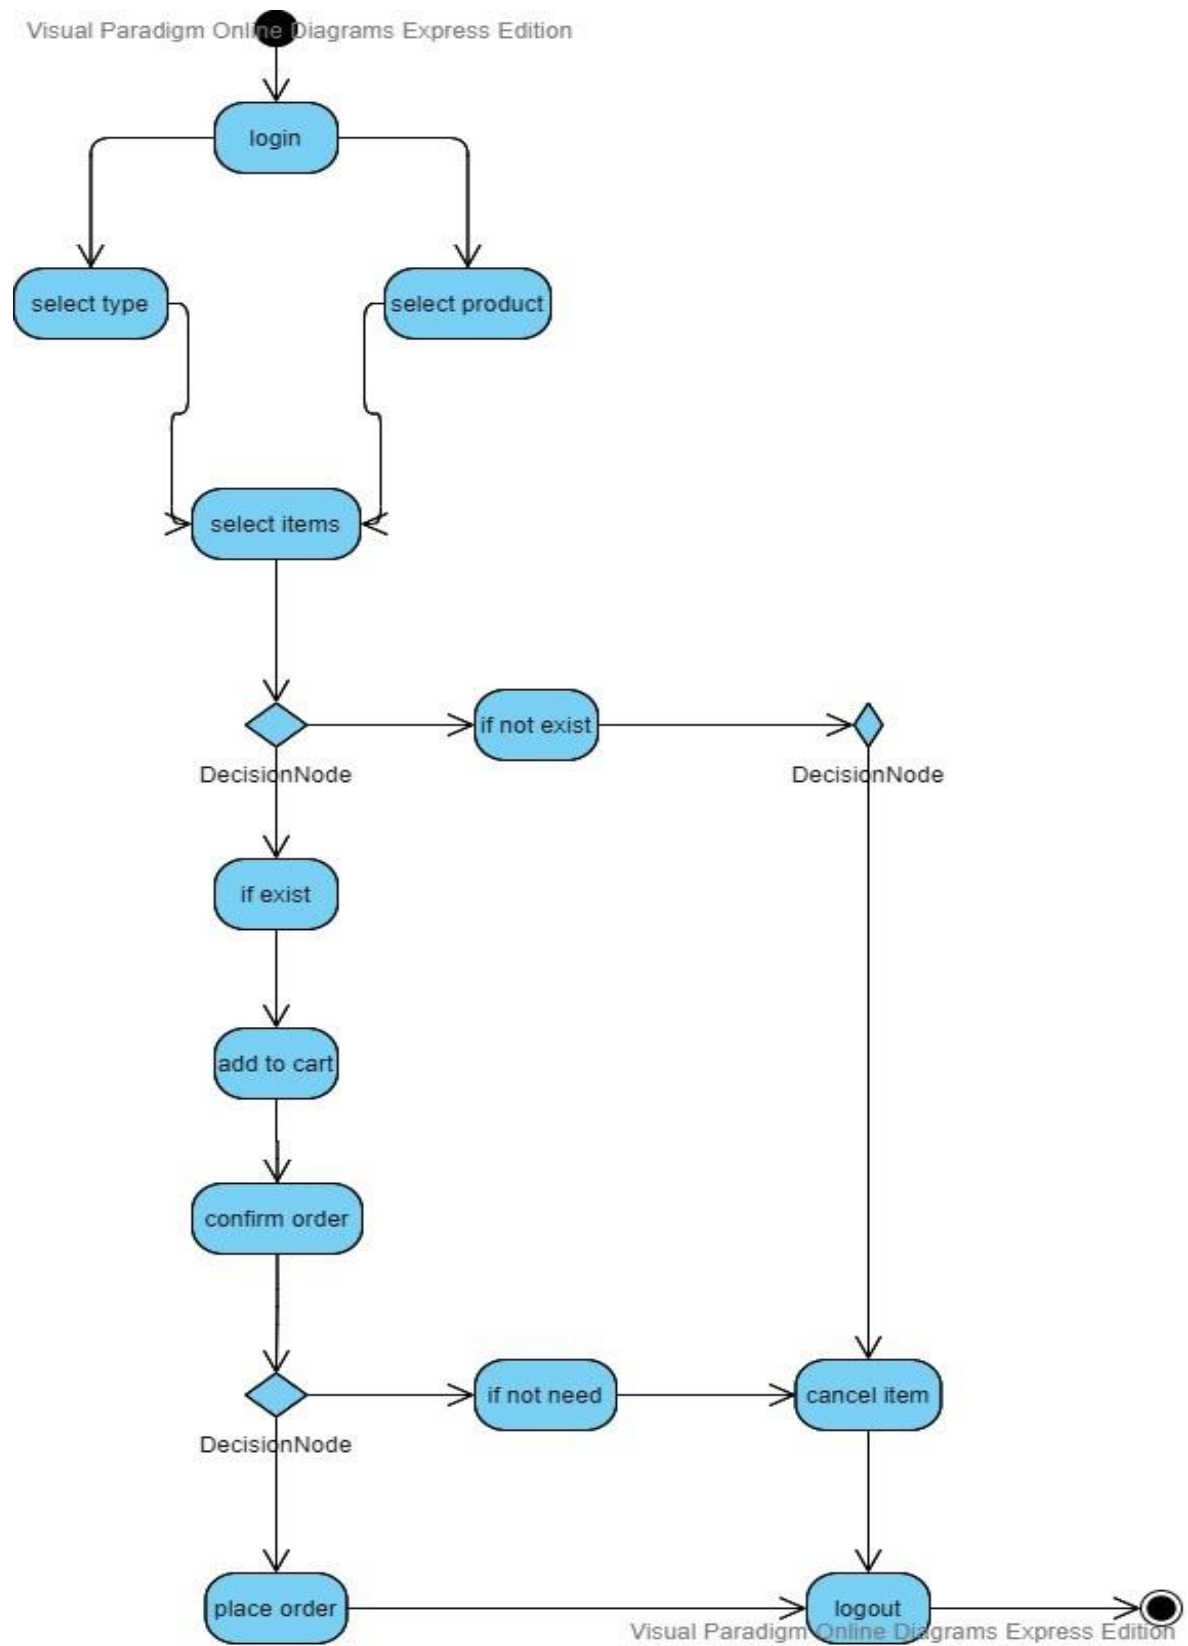 Visual Paradigm Online Diagrams Express Edition
login
select type
select product
select items
if not exist
DecisionNode
DecisionNode
if exist
add to cart
confirm order
if not need
cancel item
DecisionNode
place order
logout
Visual Paradigm Online Diagrams Express Edition